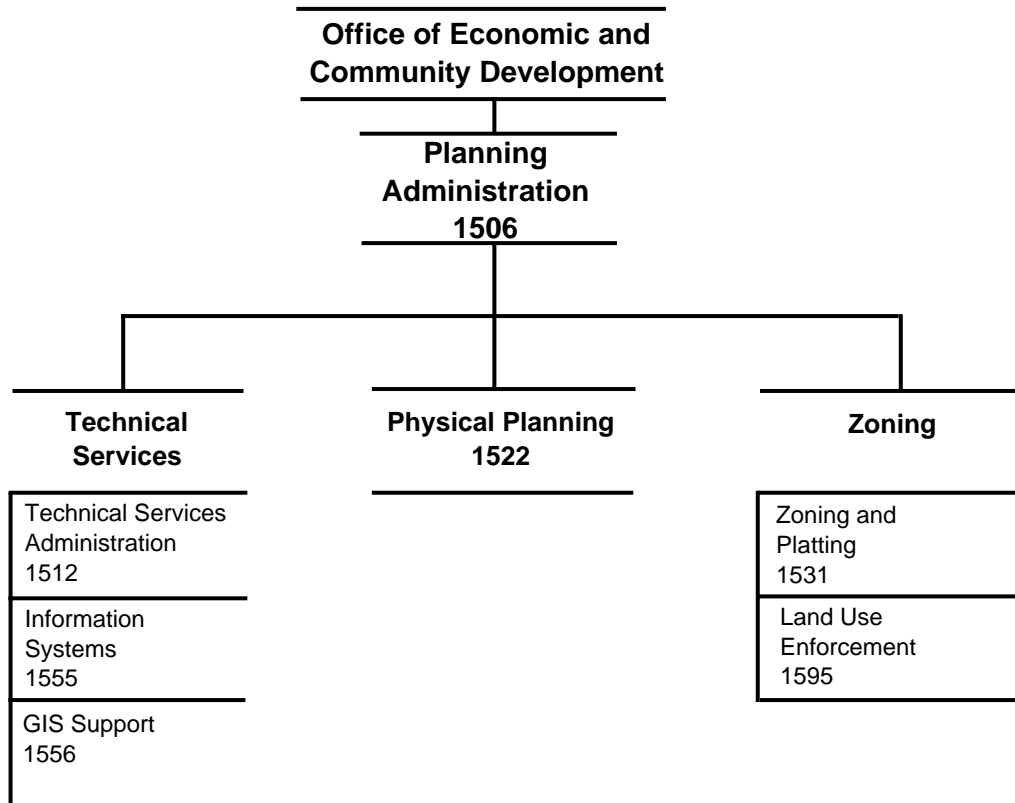 Office of Economic and
Community Development
Planning
Administration
1506
Technical
Services
Technical Services
Administration
1512
Information
Systems
1555
GIS Support
1556
Physical Planning
1522
Zoning
Zoning and
Platting
1531
Land Use
Enforcement
1595